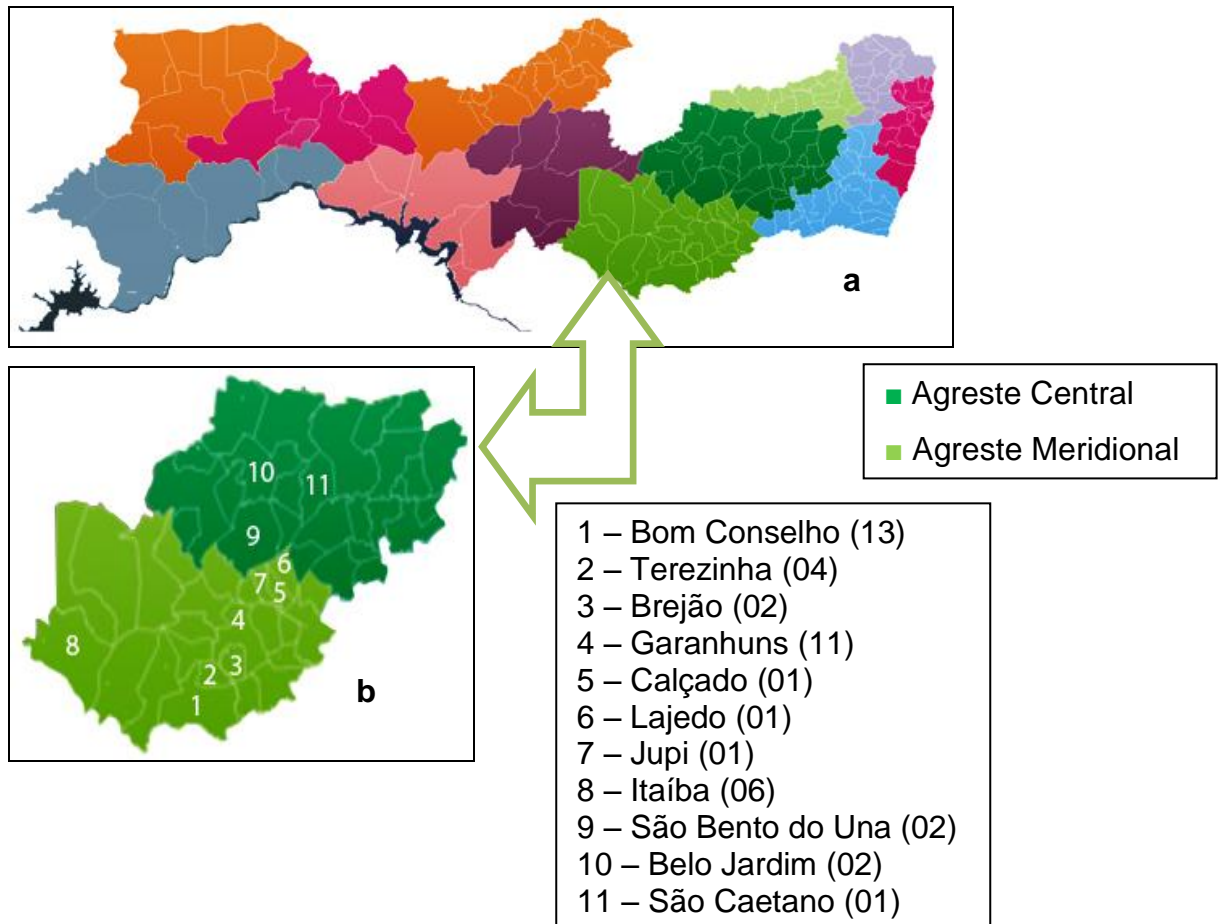 a
■ Agreste Central
■ Agreste Meridional
10
11
9
6
7
5
4
8
3
2
1
b
1 – Bom Conselho (13)
2 – Terezinha (04)
3 – Brejão (02)
4 – Garanhuns (11)
5 – Calçado (01)
6 – Lajedo (01)
7 – Jupi (01)
8 – Itaíba (06)
9 – São Bento do Una (02)
10 – Belo Jardim (02)
11 – São Caetano (01)